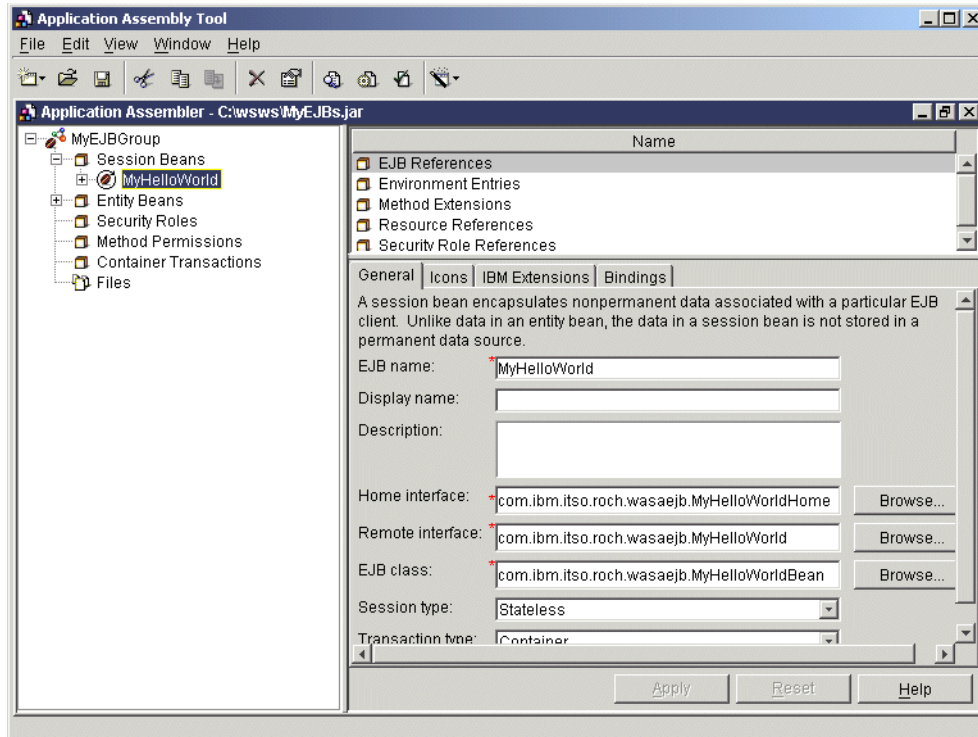 Application Assembly Tool
File Edit View Window Help
Application Assembler - C:\wsws\MyEJBs.jar
MyEJBGroup
Session Beans
MyHelloWorld
Entity Beans
Security Roles
Method Permissions
Container Transactions
Files
Name
EJB References
Environment Entries
Method Extensions
Resource References
Security Role References
General Icons IBM Extensions Bindings
A session bean encapsulates nonpermanent data associated with a particular EJB
client. Unlike data in an entity bean, the data in a session bean is not stored in a
permanent data source.
EJB name: *MyHelloWorld
Display name:
Description:
Home interface: *com.ibm.itso.roch.wasaejb.MyHelloWorldHome Browse...
Remote interface: *com.ibm.itso.roch.wasaejb.MyHelloWorld Browse...
EJB class: *com.ibm.itso.roch.wasaejb.MyHelloWorldBean Browse...
Session type: Stateless
Transaction type: Container
Apply Reset Help